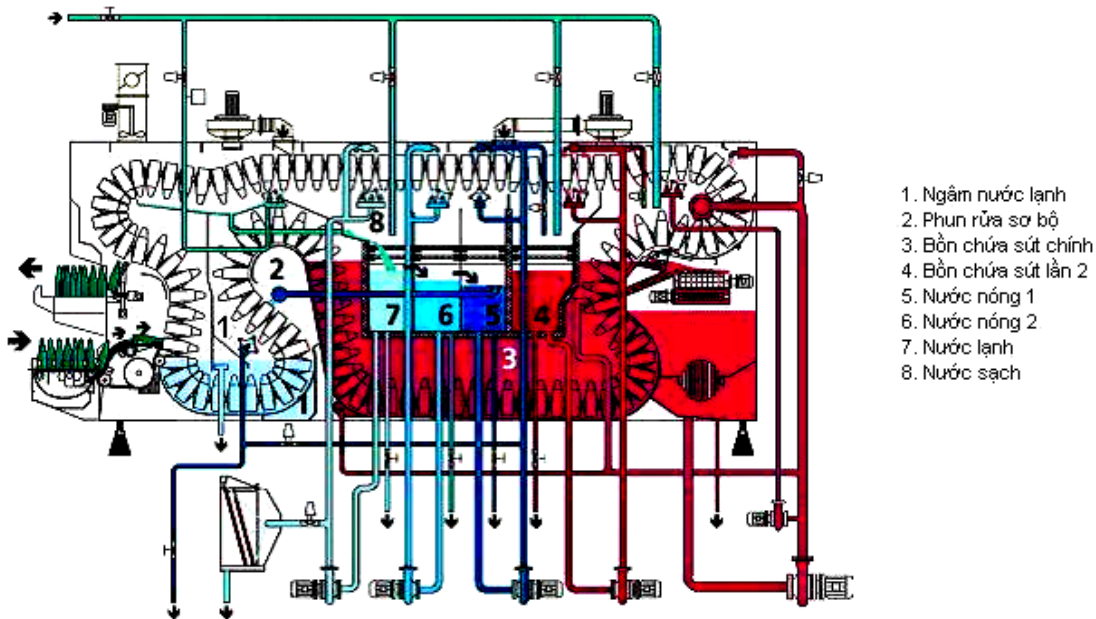 8
2
1
7
6
5
4
3
1
1. Ngâm nước lạnh
2. Phun rửa sơ bộ
3. Bồn chứa sút chính
4. Bồn chứa sút lần 2
5. Nước nóng 1
6. Nước nóng 2
7. Nước lạnh
8. Nước sạch